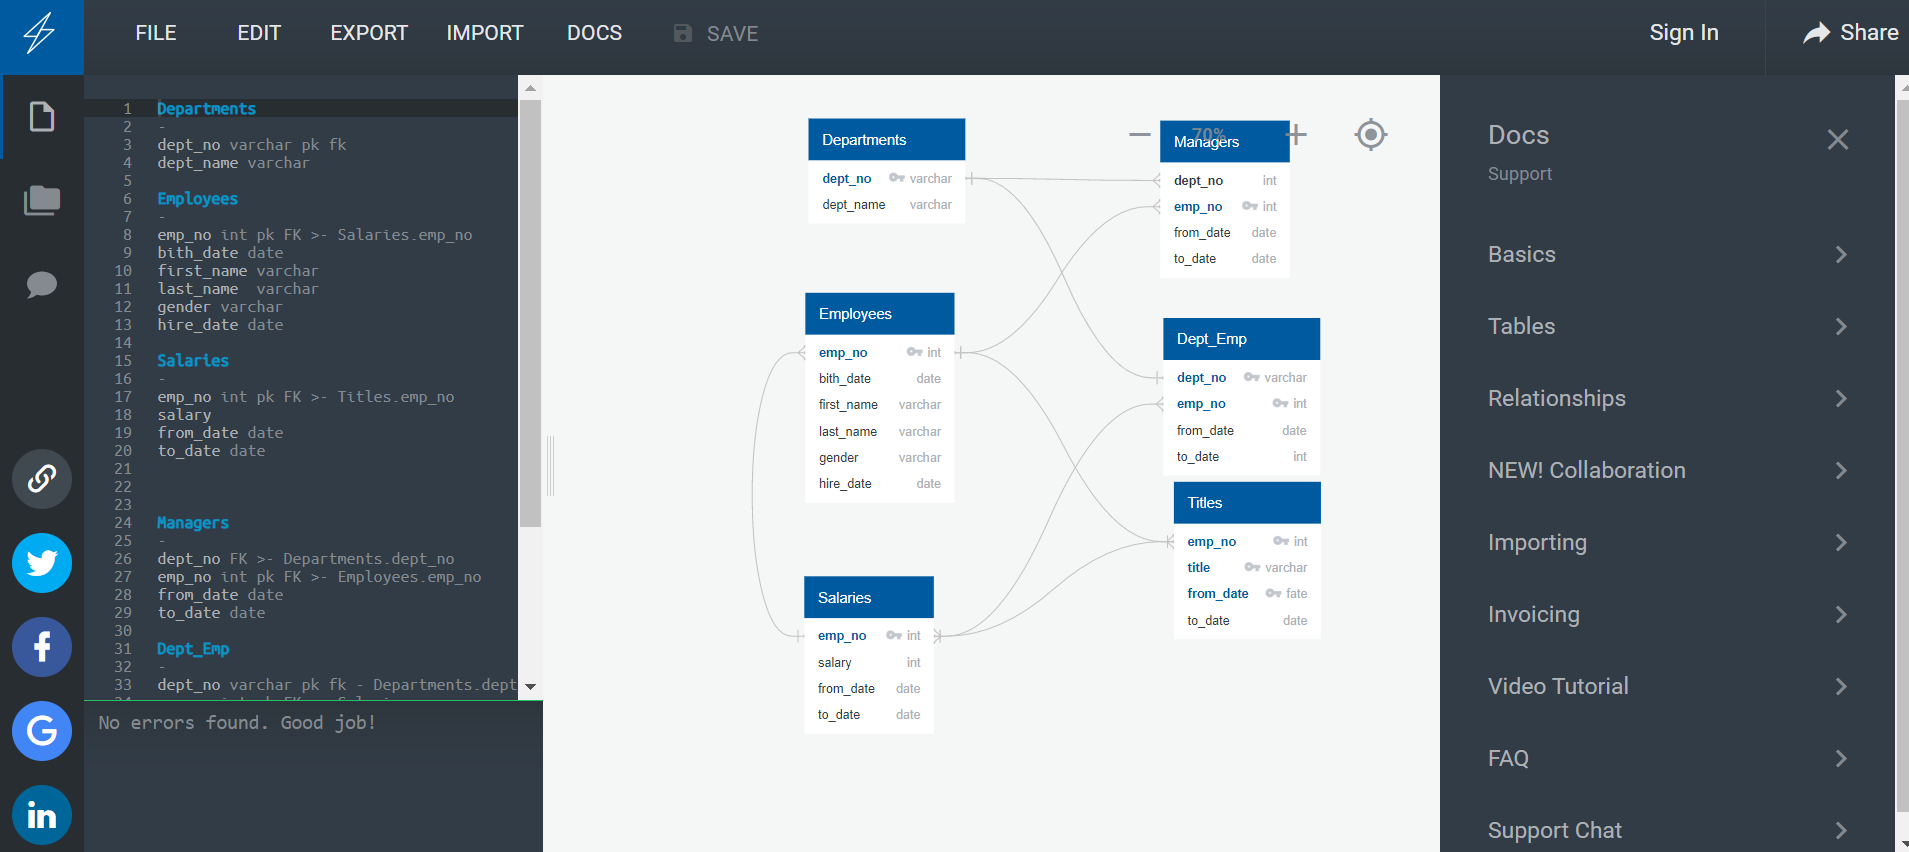 FILE EDIT EXPORT IMPORT DOCS SAVE Sign In Share
1 Departments
2 -
3 dept_no varchar pk fk
4 dept_name varchar
5
6 Employees
7 -
8 emp_no int pk FK >- Salaries.emp_no
9 bith_date date
10 first_name varchar
11 last_name  varchar
12 gender varchar
13 hire_date date
14
15 Salaries
16 -
17 emp_no int pk FK >- Titles.emp_no
18 salary
19 from_date date
20 to_date date
21
22
23
24 Managers
25 -
26 dept_no FK >- Departments.dept_no
27 emp_no int pk FK >- Employees.emp_no
28 from_date date
29 to_date date
30
31 Dept_Emp
32 -
33 dept_no varchar pk fk - Departments.dept
No errors found. Good job!
Departments
dept_no varchar
dept_name varchar
Employees
emp_no int
bith_date date
first_name varchar
last_name varchar
gender varchar
hire_date date
Salaries
emp_no int
salary int
from_date date
to_date date
70%
Managers
dept_no int
emp_no int
from_date date
to_date date
Dept_Emp
dept_no varchar
emp_no int
from_date date
to_date int
Titles
emp_no int
title varchar
from_date fate
to_date date
Docs
Support
Basics
Tables
Relationships
NEW! Collaboration
Importing
Invoicing
Video Tutorial
FAQ
Support Chat